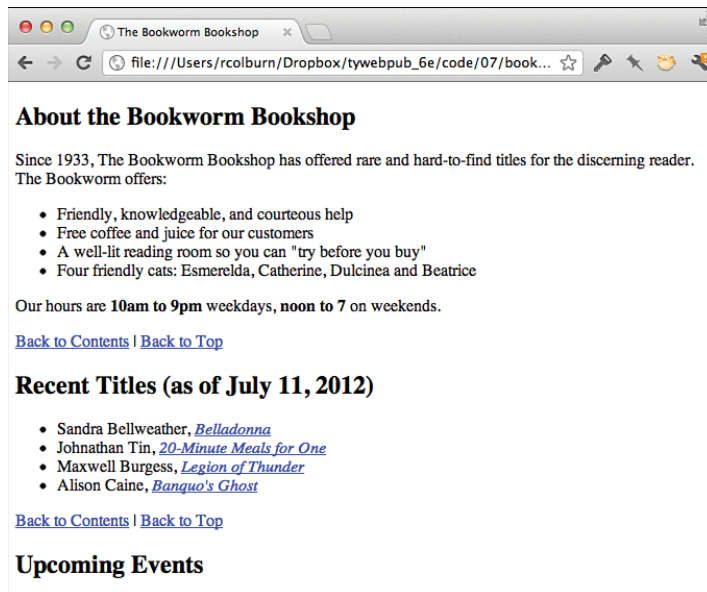 The Bookworm Bookshop
file:///Users/rcolburn/Dropbox/tywebpub_6e/code/07/book...
About the Bookworm Bookshop
Since 1933, The Bookworm Bookshop has offered rare and hard-to-find titles for the discerning reader.
The Bookworm offers:
• Friendly, knowledgeable, and courteous help
• Free coffee and juice for our customers
• A well-lit reading room so you can "try before you buy"
• Four friendly cats: Esmerelda, Catherine, Dulcinea and Beatrice
Our hours are 10am to 9pm weekdays, noon to 7 on weekends.
Back to Contents | Back to Top
Recent Titles (as of July 11, 2012)
• Sandra Bellweather, Belladonna
• Johnathan Tin, 20-Minute Meals for One
• Maxwell Burgess, Legion of Thunder
• Alison Caine, Banquo's Ghost
Back to Contents | Back to Top
Upcoming Events